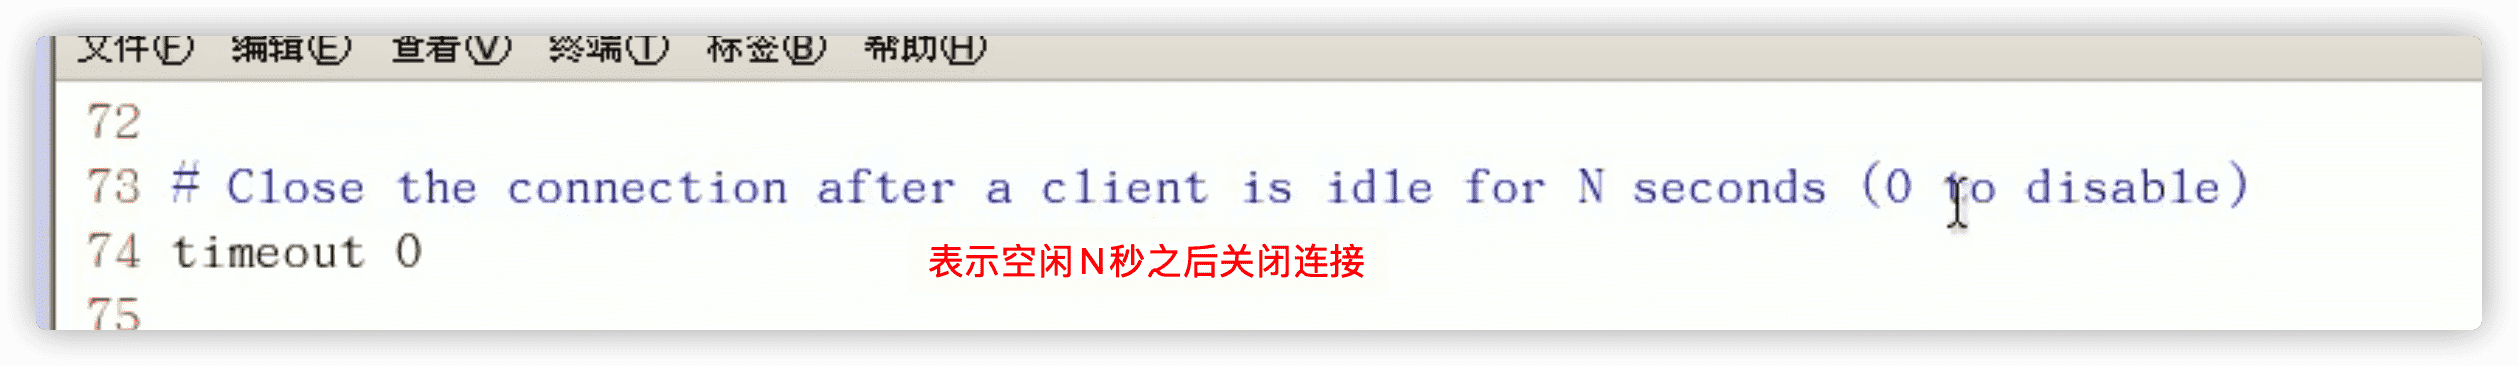 文件(F) 编辑(E) 查看(V) 终端(T) 标签(B) 帮助(H)
72
73 # Close the connection after a client is idle for N seconds (0 to disable)
74 timeout 0
表示空闲N秒之后关闭连接
75